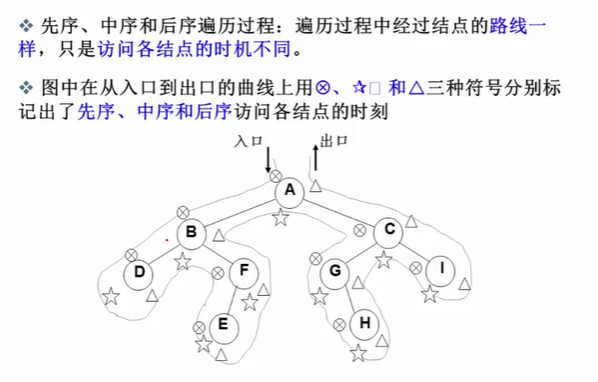 ❖ 先序、中序和后序遍历过程：遍历过程中经过结点的路线一
样，只是访问各结点的时机不同。
❖ 图中在从入口到出口的曲线上用⊗、☆□ 和△三种符号分别标
记出了先序、中序和后序访问各结点的时刻
入口 出口
A
B C
D F G I
E H